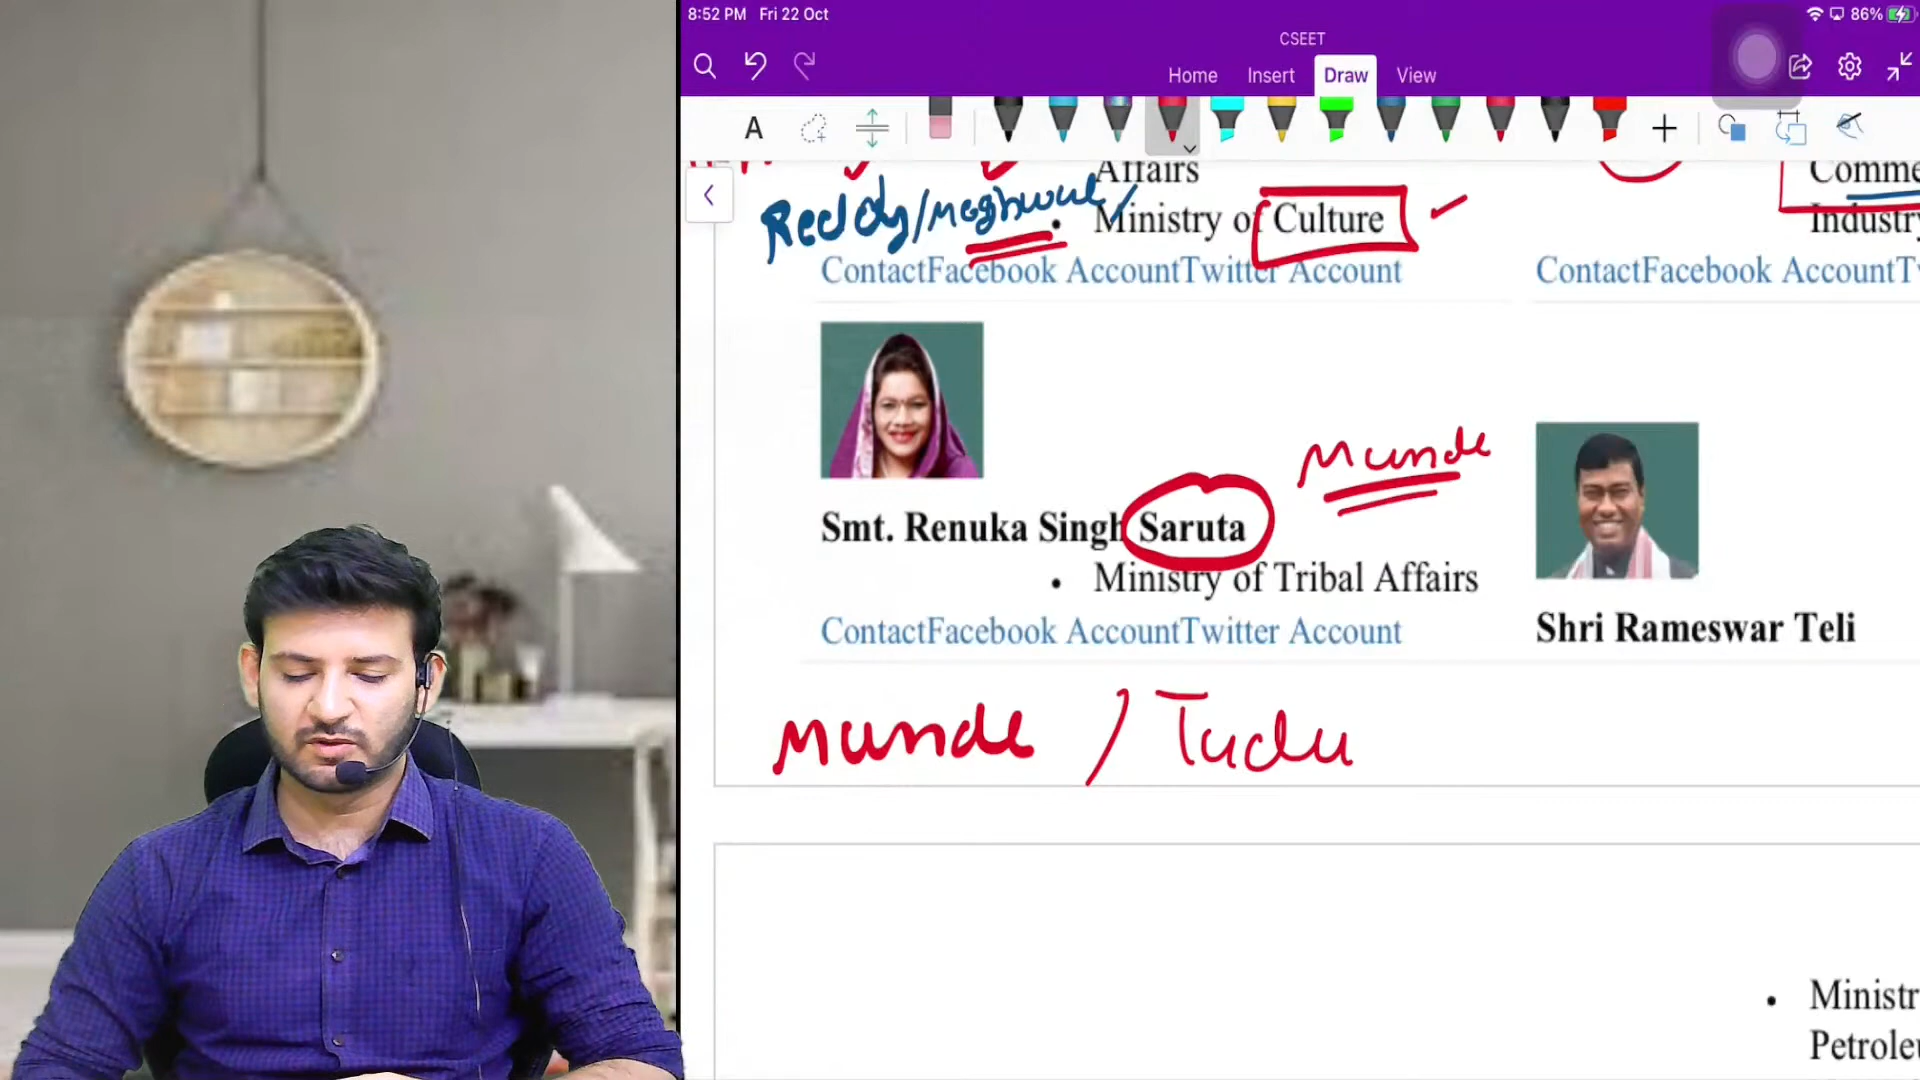 8:52 PM Fri 22 Oct
86%
CSEET
Home Insert Draw View
A
Affairs
Reddy/Meghwal/
Ministry of Culture
ContactFacebook AccountTwitter Account
Comme
Industry
ContactFacebook AccountTw
Munde
Smt. Renuka Singh Saruta
Ministry of Tribal Affairs
ContactFacebook AccountTwitter Account
Shri Rameswar Teli
Munde / Tudu
Ministr
Petroleu